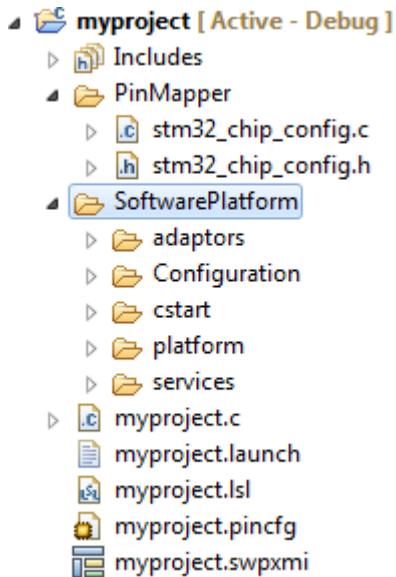 myproject [ Active - Debug ]
Includes
PinMapper
stm32_chip_config.c
stm32_chip_config.h
SoftwarePlatform
adaptors
Configuration
cstart
platform
services
myproject.c
myproject.launch
myproject.lsl
myproject.pincfg
myproject.swpxmi